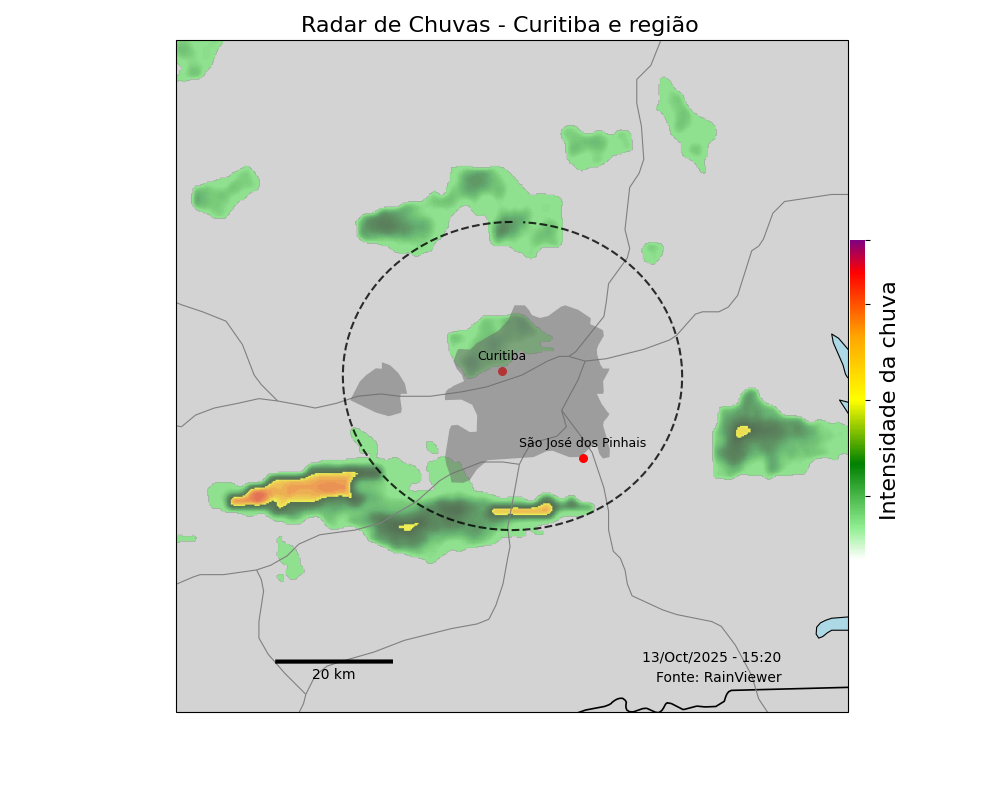 Radar de Chuvas - Curitiba e região
Curitiba
São José dos Pinhais
Intensidade da chuva
20 km
13/Oct/2025 - 15:20
Fonte: RainViewer